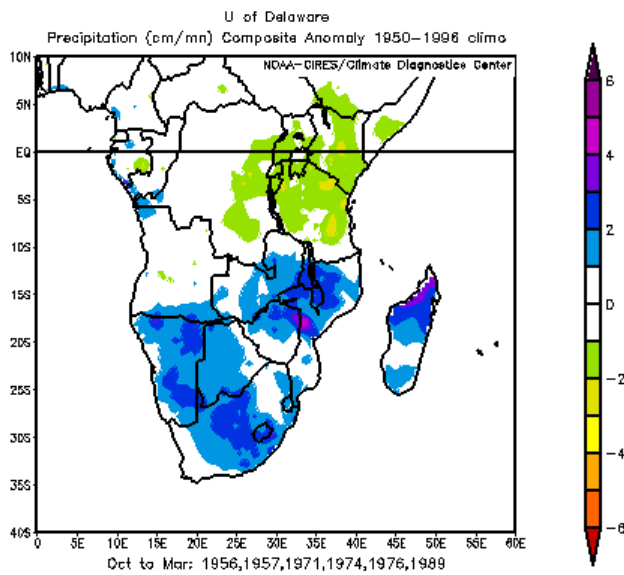 U of Delaware
Precipitation (cm/mn) Composite Anomaly 1950-1996 climo
NOAA-CIRES/Climate Diagnostics Center
10N
5N
EQ
5S
10S
15S
20S
25S
30S
35S
40S
0 5E 10E 15E 20E 25E 30E 35E 40E 45E 50E 55E 60E
Oct to Mar: 1956,1957,1971,1974,1976,1989
6
4
2
0
-2
-4
-6